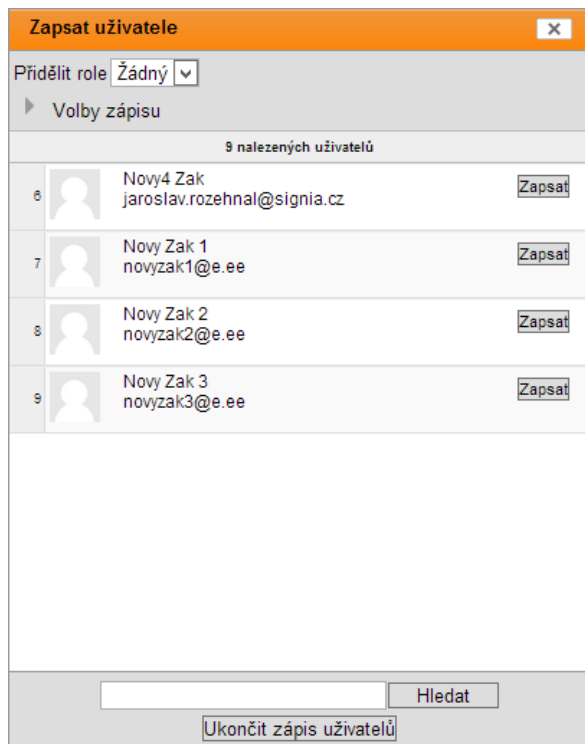 Zapsat uživatele
Přidělit role Žádný
Volby zápisu
9 nalezených uživatelů
6
Novy4 Zak
jaroslav.rozehnal@signia.cz
Zapsat
7
Novy Zak 1
novyzak1@e.ee
Zapsat
8
Novy Zak 2
novyzak2@e.ee
Zapsat
9
Novy Zak 3
novyzak3@e.ee
Zapsat
Hledat
Ukončit zápis uživatelů